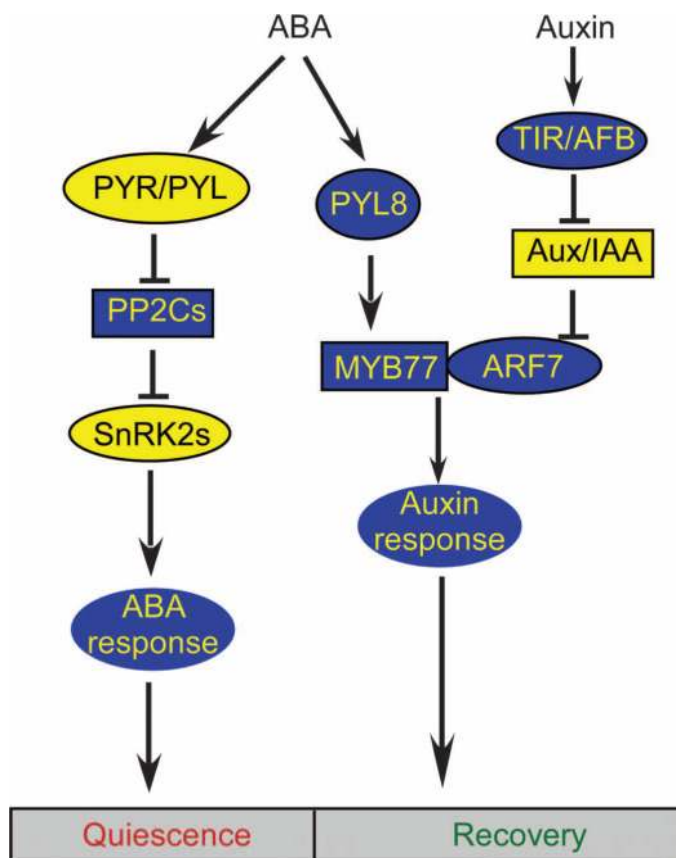 ABA
Auxin
TIR/AFB
PYR/PYL
PYL8
Aux/IAA
PP2Cs
MYB77
ARF7
SnRK2s
Auxin
response
ABA
response
Quiescence
Recovery